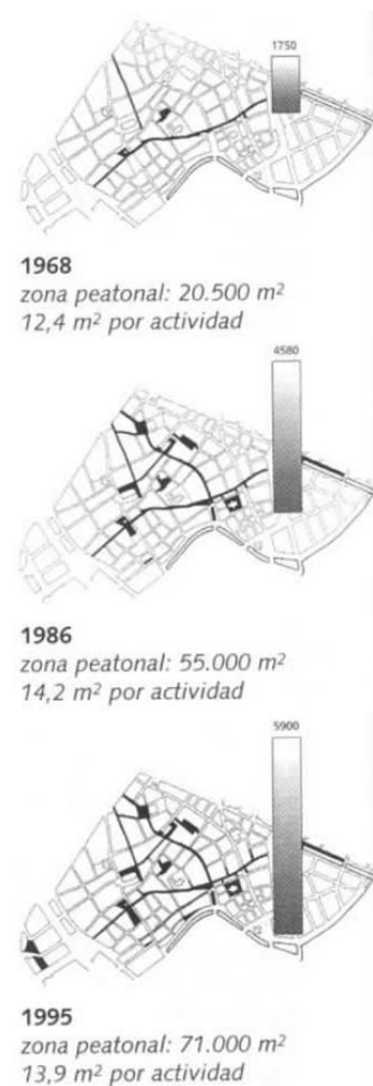 1750
1968
zona peatonal: 20.500 m²
12,4 m² por actividad
4580
1986
zona peatonal: 55.000 m²
14,2 m² por actividad
5900
1995
zona peatonal: 71.000 m²
13,9 m² por actividad